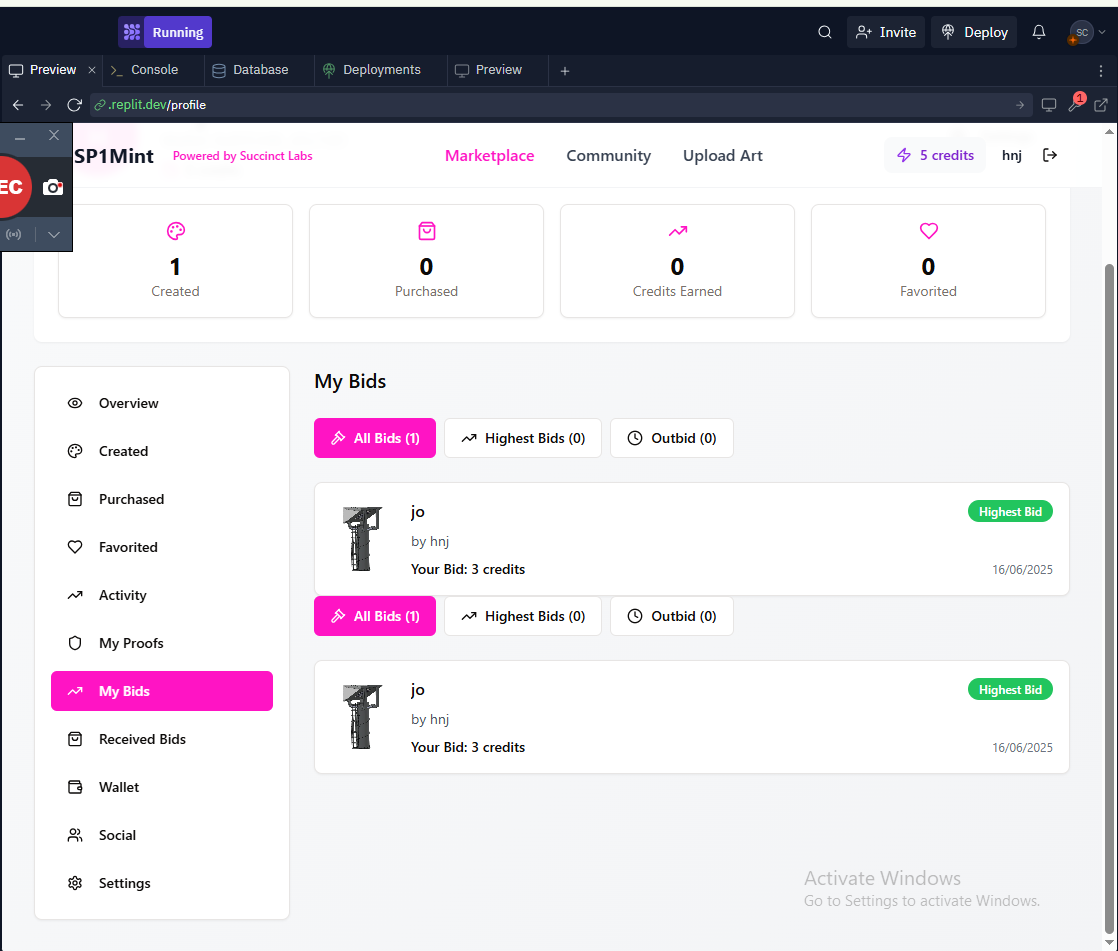 Running
Invite
Deploy
SC
Preview
Console
Database
Deployments
Preview
.replit.dev/profile
1
EC
SP1Mint
Powered by Succinct Labs
Marketplace
Community
Upload Art
5 credits
hnj
1
Created
0
Purchased
0
Credits Earned
0
Favorited
Overview
Created
Purchased
Favorited
Activity
My Proofs
My Bids
Received Bids
Wallet
Social
Settings
My Bids
All Bids (1)
Highest Bids (0)
Outbid (0)
jo
Highest Bid
by hnj
Your Bid: 3 credits
16/06/2025
All Bids (1)
Highest Bids (0)
Outbid (0)
jo
Highest Bid
by hnj
Your Bid: 3 credits
16/06/2025
Activate Windows
Go to Settings to activate Windows.